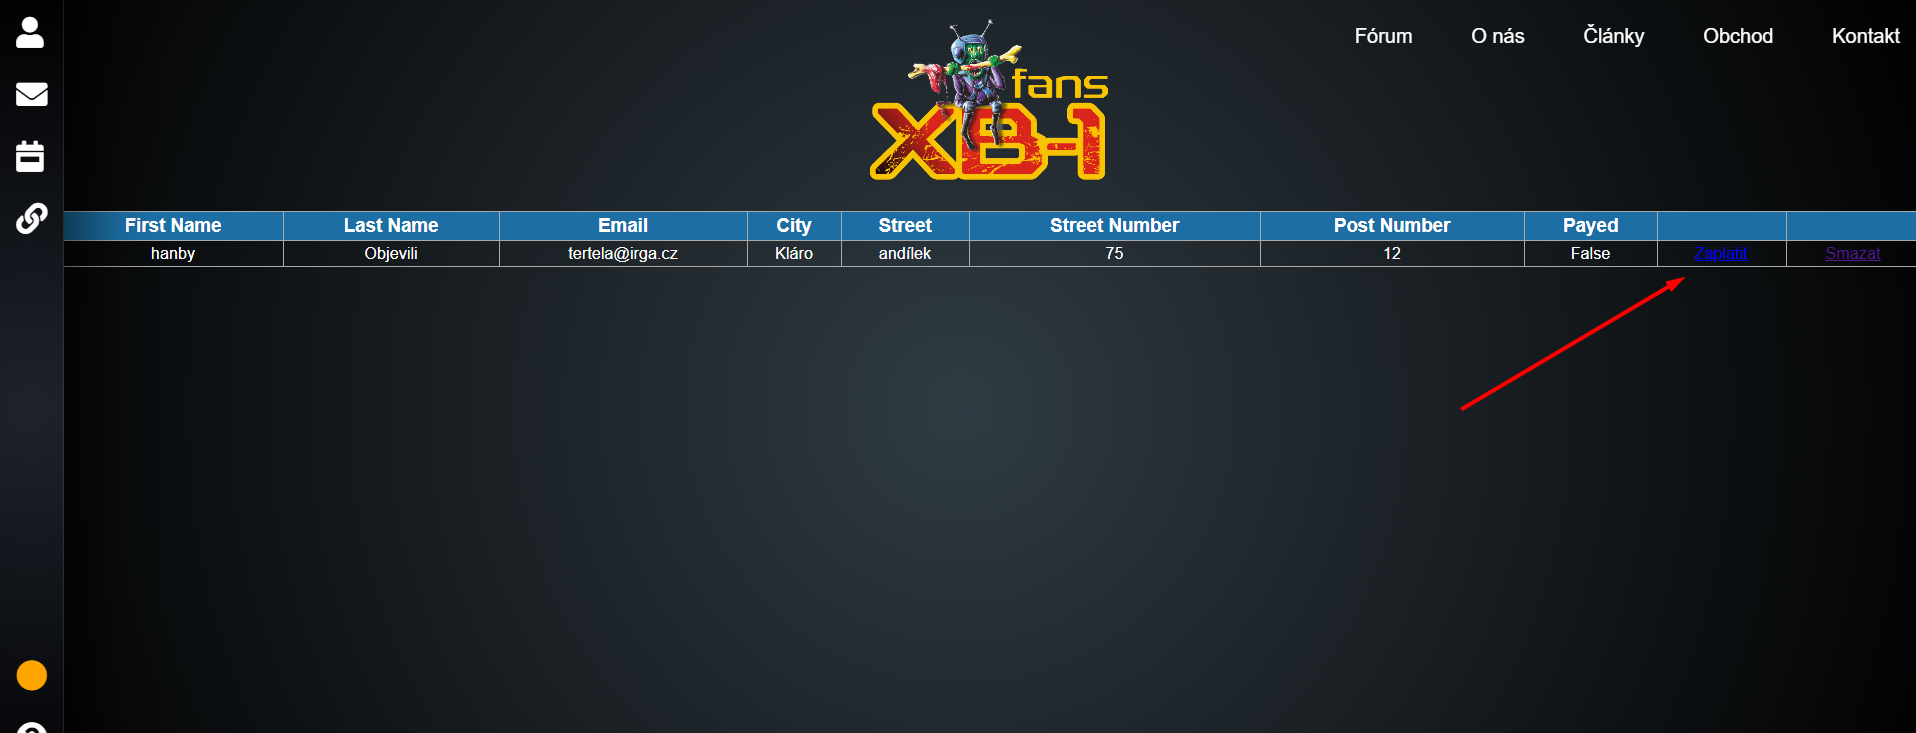 Fórum O nás Články Obchod Kontakt
fans
XB-1
First Name Last Name Email City Street Street Number Post Number Payed
hanby Objevili tertela@irga.cz Kláro andílek 75 12 False Zaplatit Smazat